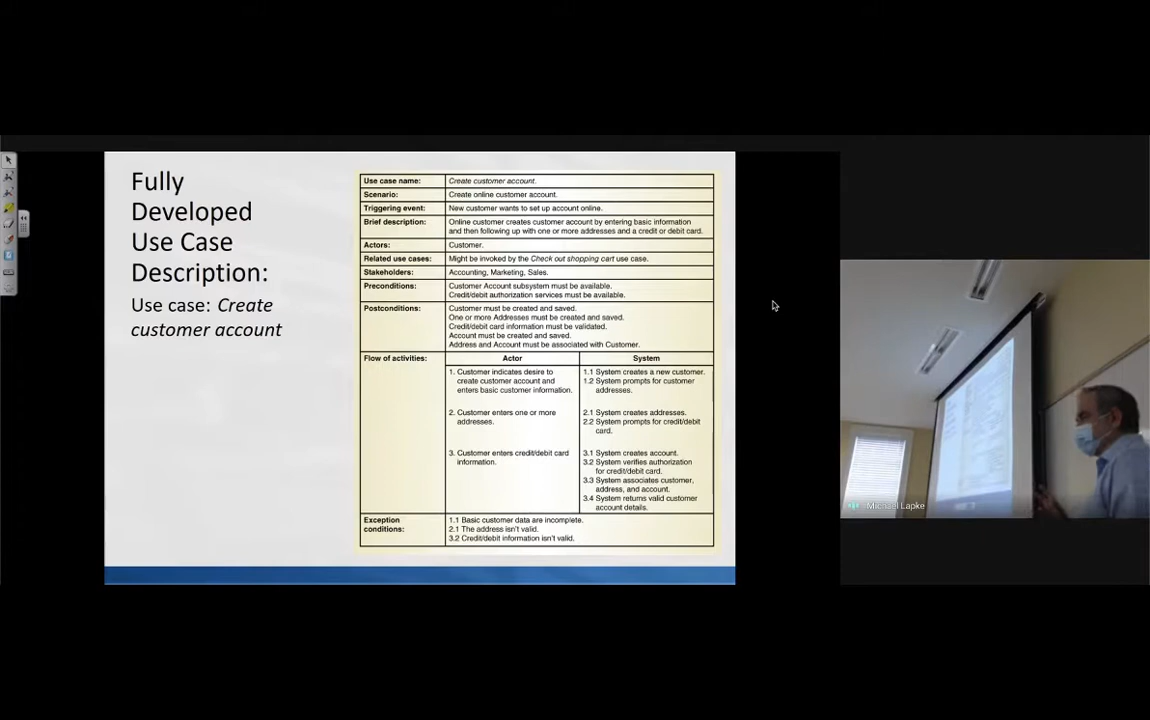 Fully
Developed
Use Case
Description:
Use case: Create
customer account
Use case name: Create customer account.
Scenario: Create online customer account.
Triggering event: New customer wants to set up account online.
Brief description: Online customer creates customer account by entering basic information
and then following up with one or more addresses and a credit or debit card.
Actors: Customer.
Related use cases: Might be invoked by the Check out shopping cart use case.
Stakeholders: Accounting, Marketing, Sales.
Preconditions: Customer Account subsystem must be available.
Credit/debit authorization services must be available.
Postconditions: Customer must be created and saved.
One or more Addresses must be created and saved.
Credit/debit card information must be validated.
Account must be created and saved.
Address and Account must be associated with Customer.
Flow of activities: Actor System
1. Customer indicates desire to
create customer account and
enters basic customer information.
1.1 System creates a new customer.
1.2 System prompts for customer
addresses.
2. Customer enters one or more
addresses.
2.1 System creates addresses.
2.2 System prompts for credit/debit
card.
3. Customer enters credit/debit card
information.
3.1 System creates account.
3.2 System verifies authorization
for credit/debit card.
3.3 System associates customer,
address, and account.
3.4 System returns valid customer
account details.
Exception
conditions:
1.1 Basic customer data are incomplete.
2.1 The address isn't valid.
3.2 Credit/debit information isn't valid.
Michael Lapke